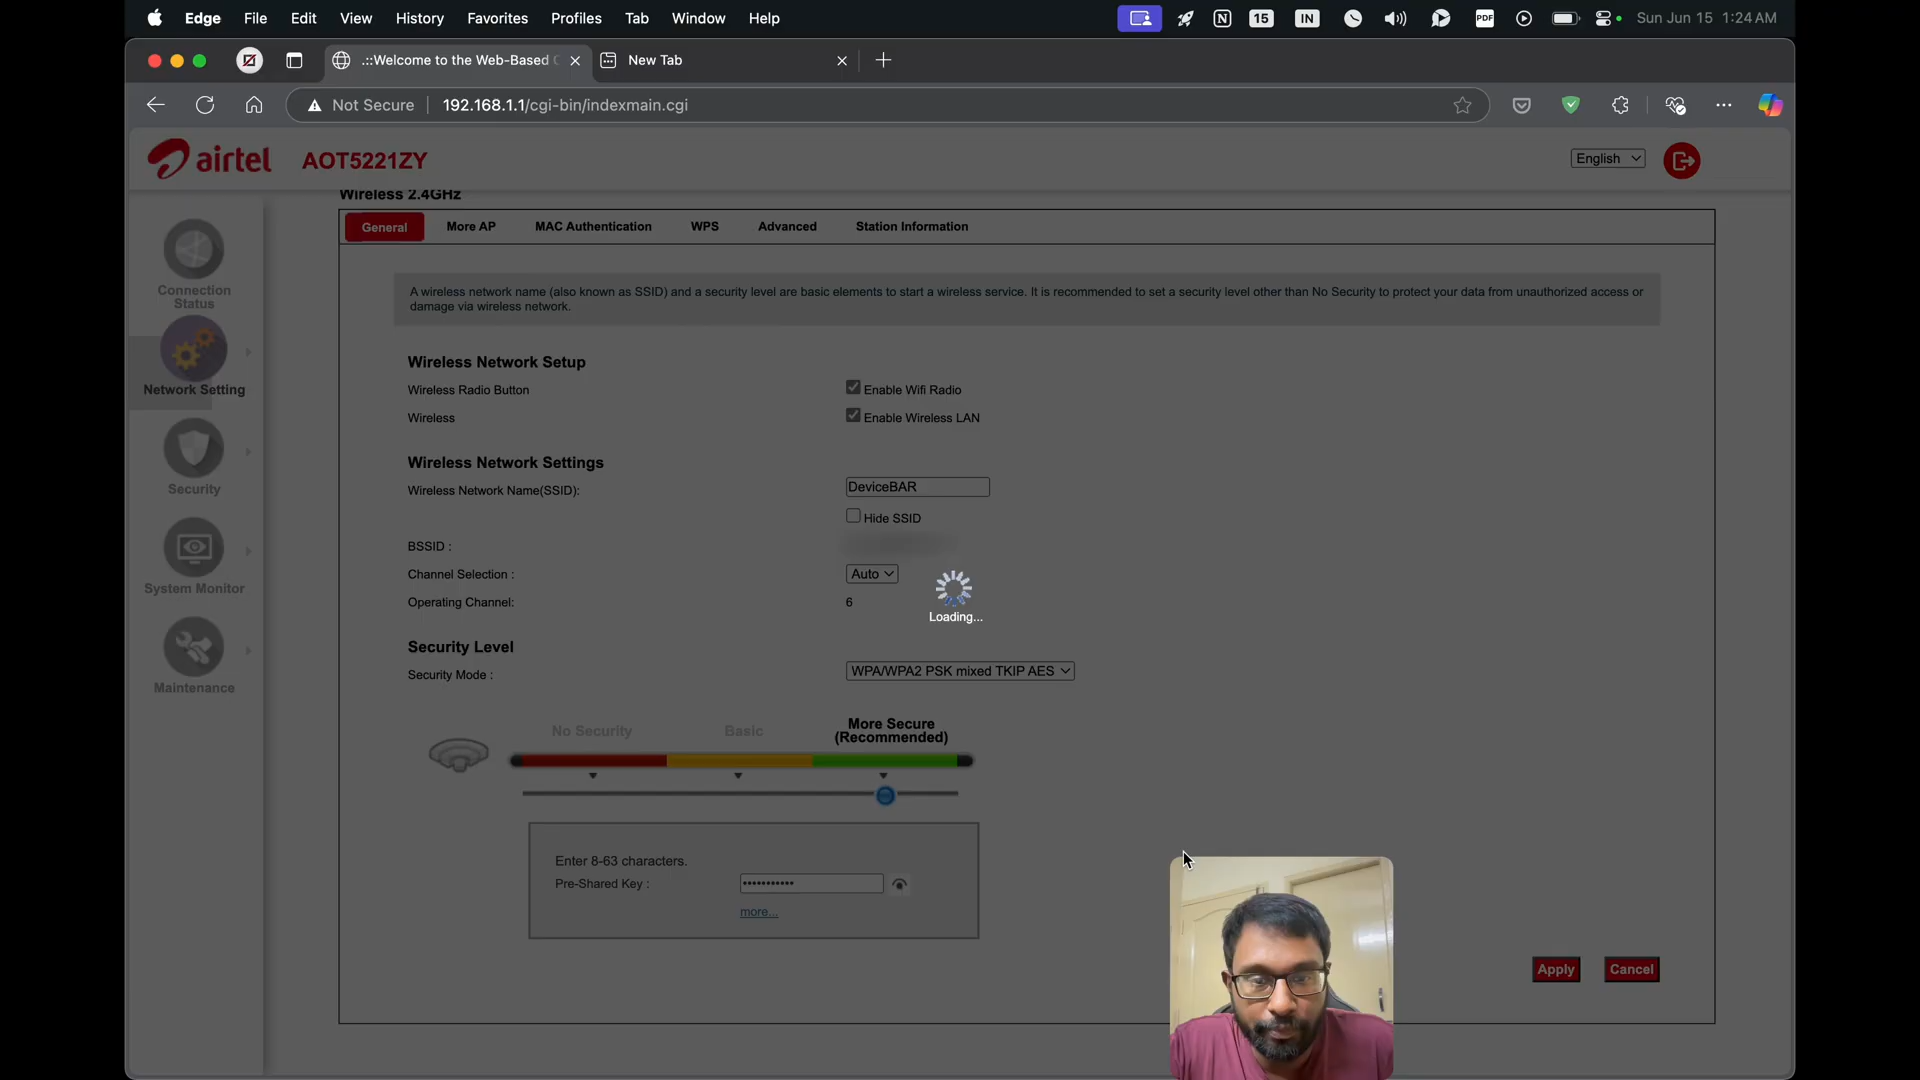 Edge File Edit View History Favorites Profiles Tab Window Help 15 IN PDF Sun Jun 15 1:24 AM
.::Welcome to the Web-Based
New Tab
Not Secure 192.168.1.1/cgi-bin/indexmain.cgi
airtel AOT5221ZY English
Wireless 2.4GHz
General More AP MAC Authentication WPS Advanced Station Information
A wireless network name (also known as SSID) and a security level are basic elements to start a wireless service. It is recommended to set a security level other than No Security to protect your data from unauthorized access or
damage via wireless network.
Connection
Status
Network Setting
Security
System Monitor
Maintenance
Wireless Network Setup
Wireless Radio Button Enable Wifi Radio
Wireless Enable Wireless LAN
Wireless Network Settings
Wireless Network Name(SSID): DeviceBAR
Hide SSID
BSSID :
Channel Selection : Auto
Operating Channel: 6
Loading...
Security Level
Security Mode : WPA/WPA2 PSK mixed TKIP AES
No Security Basic More Secure
(Recommended)
Enter 8-63 characters.
Pre-Shared Key : •••••••••••
more...
Apply Cancel